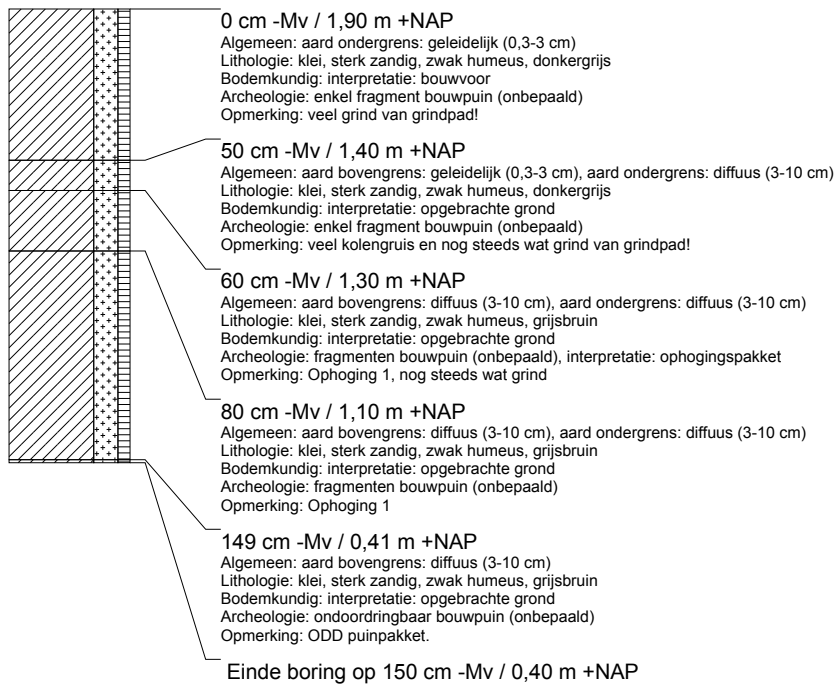 0 cm -Mv / 1,90 m +NAP
Algemeen: aard ondergrens: geleidelijk (0,3-3 cm)
Lithologie: klei, sterk zandig, zwak humeus, donkergrijs
Bodemkundig: interpretatie: bouwvoor
Archeologie: enkel fragment bouwpuin (onbepaald)
Opmerking: veel grind van grindpad!
50 cm -Mv / 1,40 m +NAP
Algemeen: aard bovengrens: geleidelijk (0,3-3 cm), aard ondergrens: diffuus (3-10 cm)
Lithologie: klei, sterk zandig, zwak humeus, donkergrijs
Bodemkundig: interpretatie: opgebrachte grond
Archeologie: enkel fragment bouwpuin (onbepaald)
Opmerking: veel kolengruis en nog steeds wat grind van grindpad!
60 cm -Mv / 1,30 m +NAP
Algemeen: aard bovengrens: diffuus (3-10 cm), aard ondergrens: diffuus (3-10 cm)
Lithologie: klei, sterk zandig, zwak humeus, grijsbruin
Bodemkundig: interpretatie: opgebrachte grond
Archeologie: fragmenten bouwpuin (onbepaald), interpretatie: ophogingspakket
Opmerking: Ophoging 1, nog steeds wat grind
80 cm -Mv / 1,10 m +NAP
Algemeen: aard bovengrens: diffuus (3-10 cm), aard ondergrens: diffuus (3-10 cm)
Lithologie: klei, sterk zandig, zwak humeus, grijsbruin
Bodemkundig: interpretatie: opgebrachte grond
Archeologie: fragmenten bouwpuin (onbepaald)
Opmerking: Ophoging 1
149 cm -Mv / 0,41 m +NAP
Algemeen: aard bovengrens: diffuus (3-10 cm)
Lithologie: klei, sterk zandig, zwak humeus, grijsbruin
Bodemkundig: interpretatie: opgebrachte grond
Archeologie: ondoordringbaar bouwpuin (onbepaald)
Opmerking: ODD puinpakket.
Einde boring op 150 cm -Mv / 0,40 m +NAP